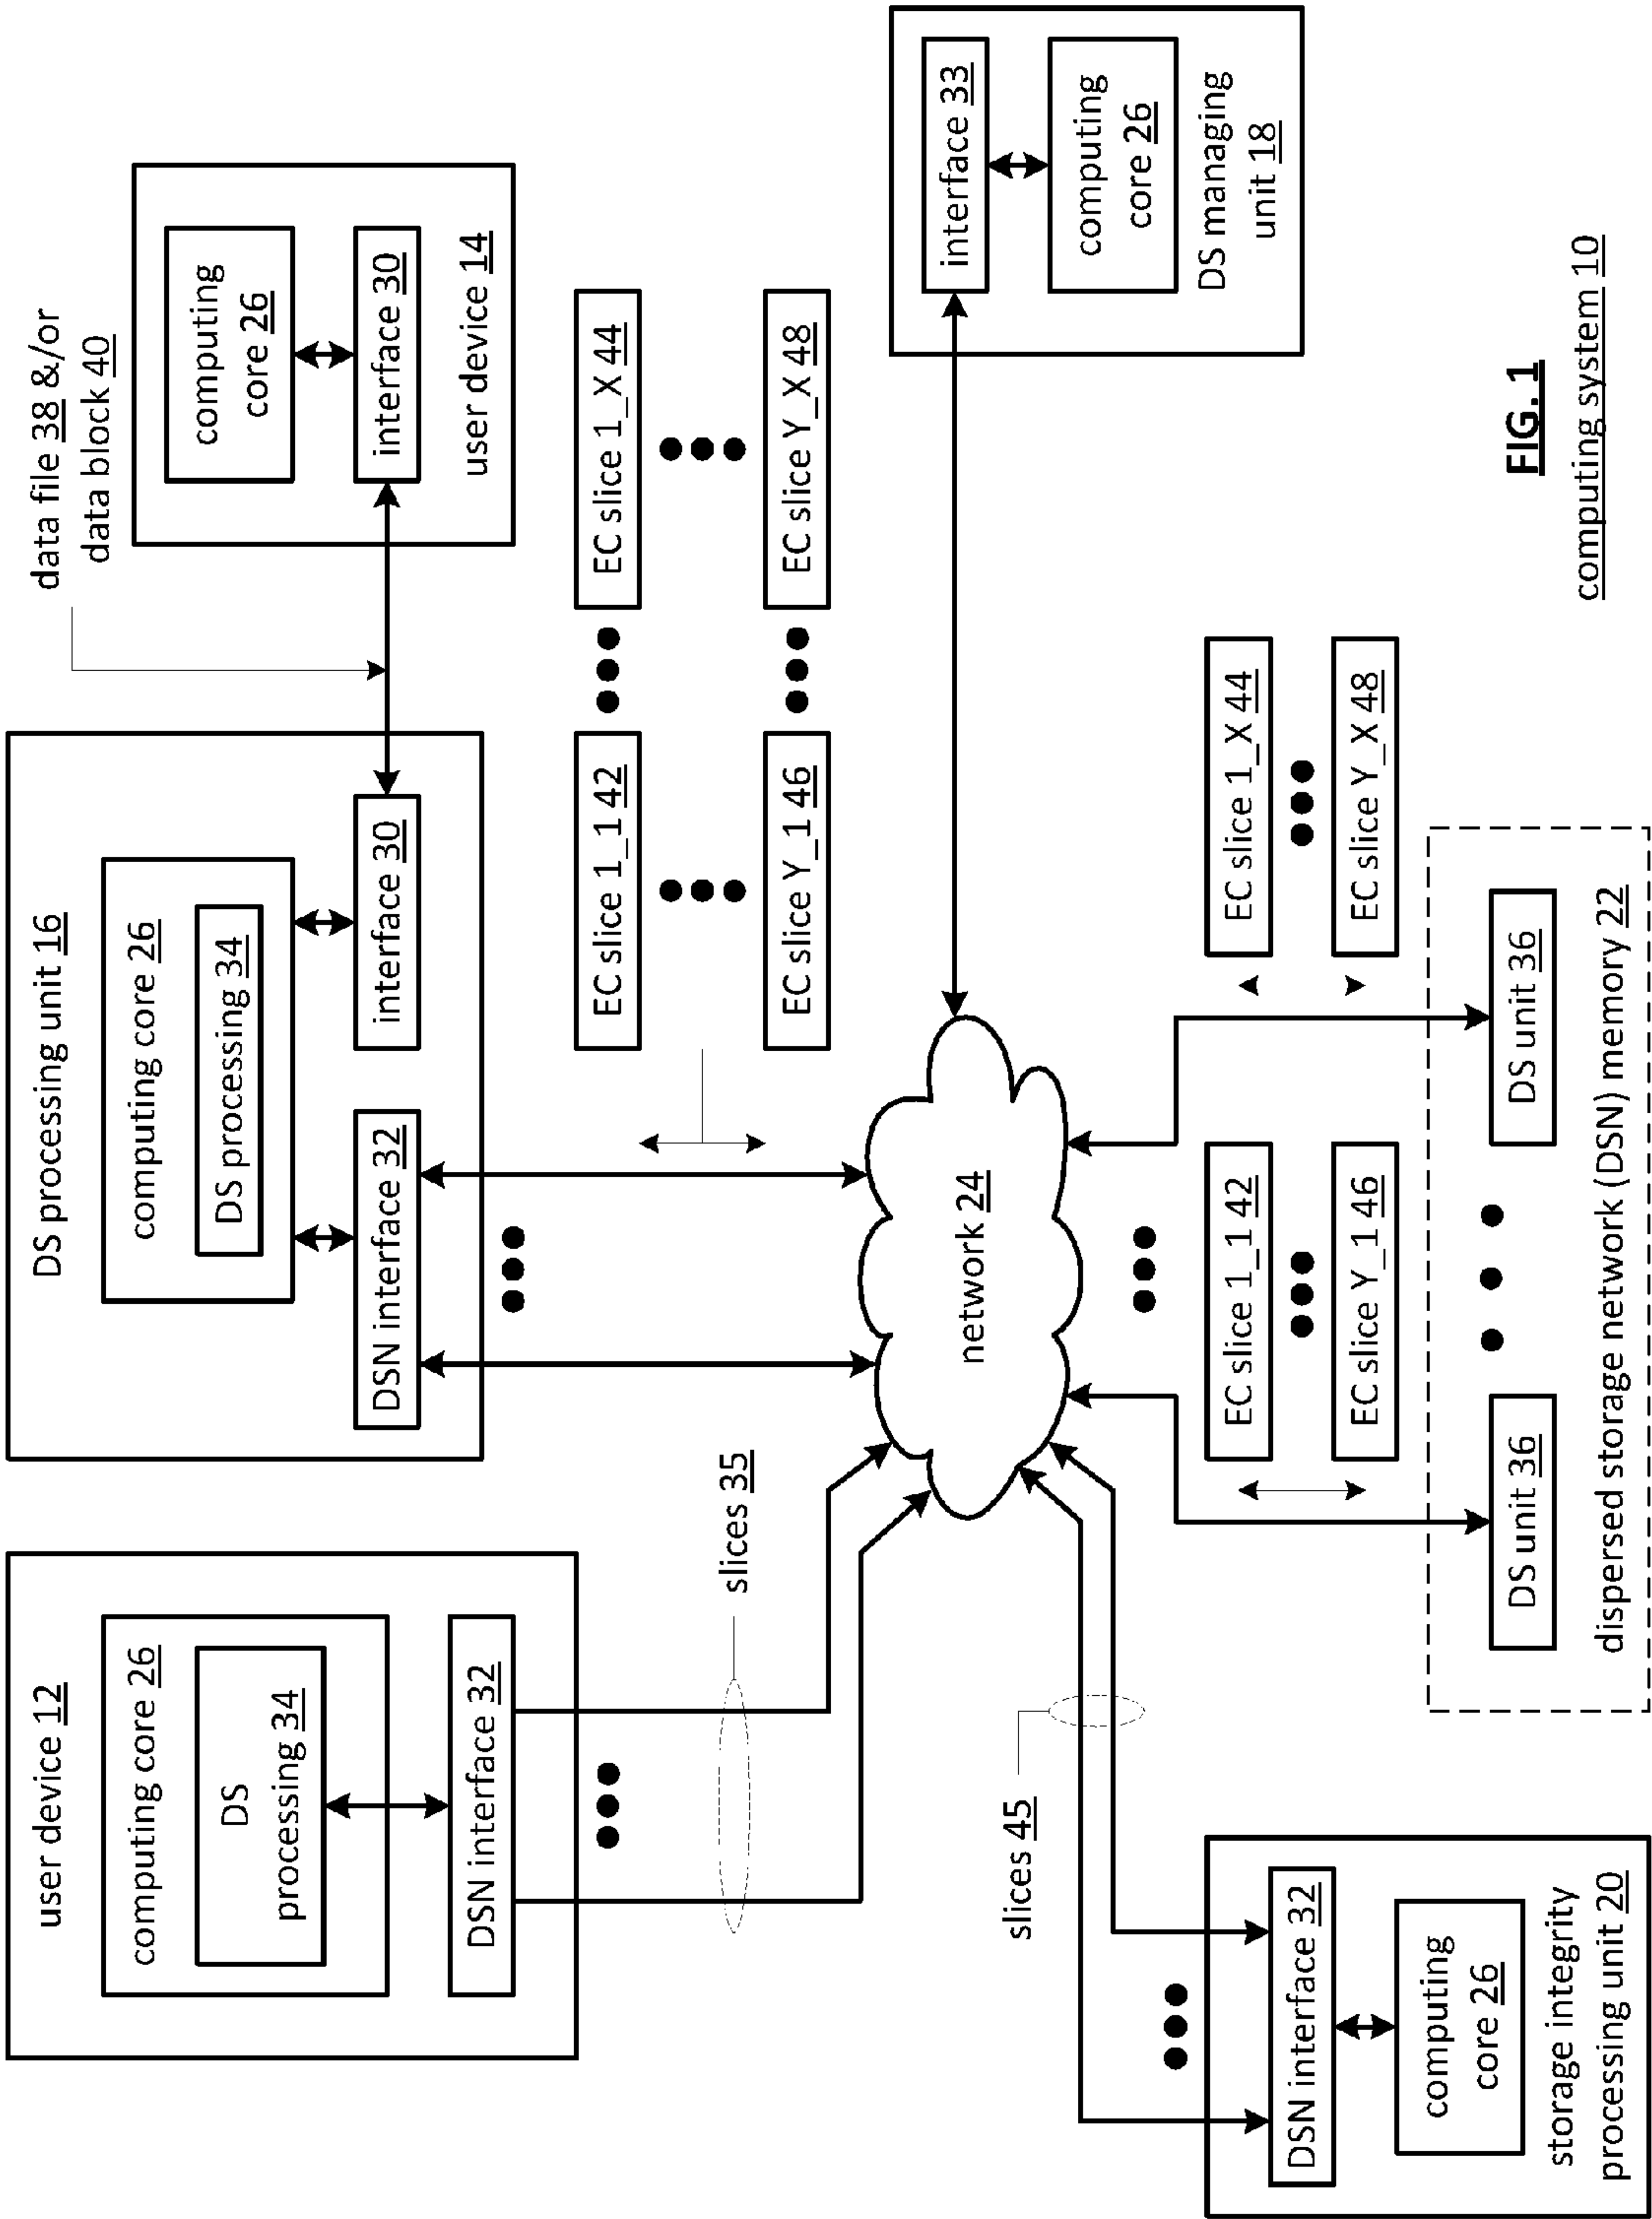 user device 12
computing core 26
DS
processing 34
DSN interface 32
slices 35
DS processing unit 16
computing core 26
DS processing 34
DSN interface 32
interface 30
data file 38 &/or
data block 40
computing
core 26
interface 30
user device 14
EC slice 1_1 42
EC slice 1_X 44
EC slice Y_1 46
EC slice Y_X 48
network 24
interface 33
computing
core 26
DS managing
unit 18
slices 45
DSN interface 32
computing
core 26
storage integrity
processing unit 20
EC slice 1_1 42
EC slice 1_X 44
EC slice Y_1 46
EC slice Y_X 48
DS unit 36
DS unit 36
dispersed storage network (DSN) memory 22
FIG. 1
computing system 10